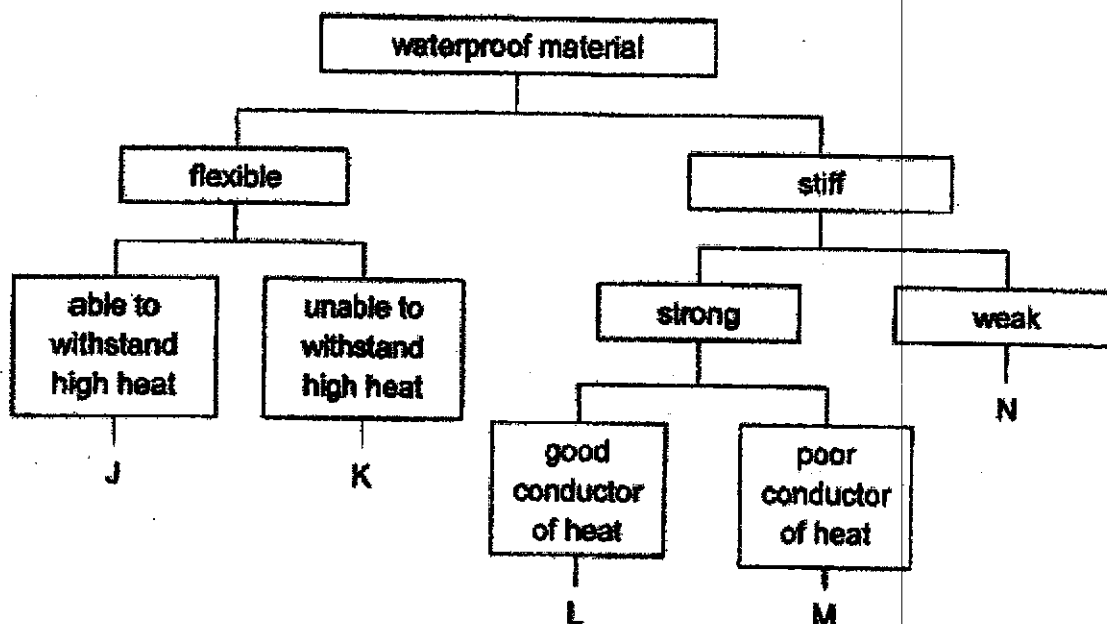 waterproof material
flexible
stiff
able to
withstand
high heat
unable to
withstand
high heat
strong
weak
J
K
good
conductor
of heat
poor
conductor
of heat
N
L
M